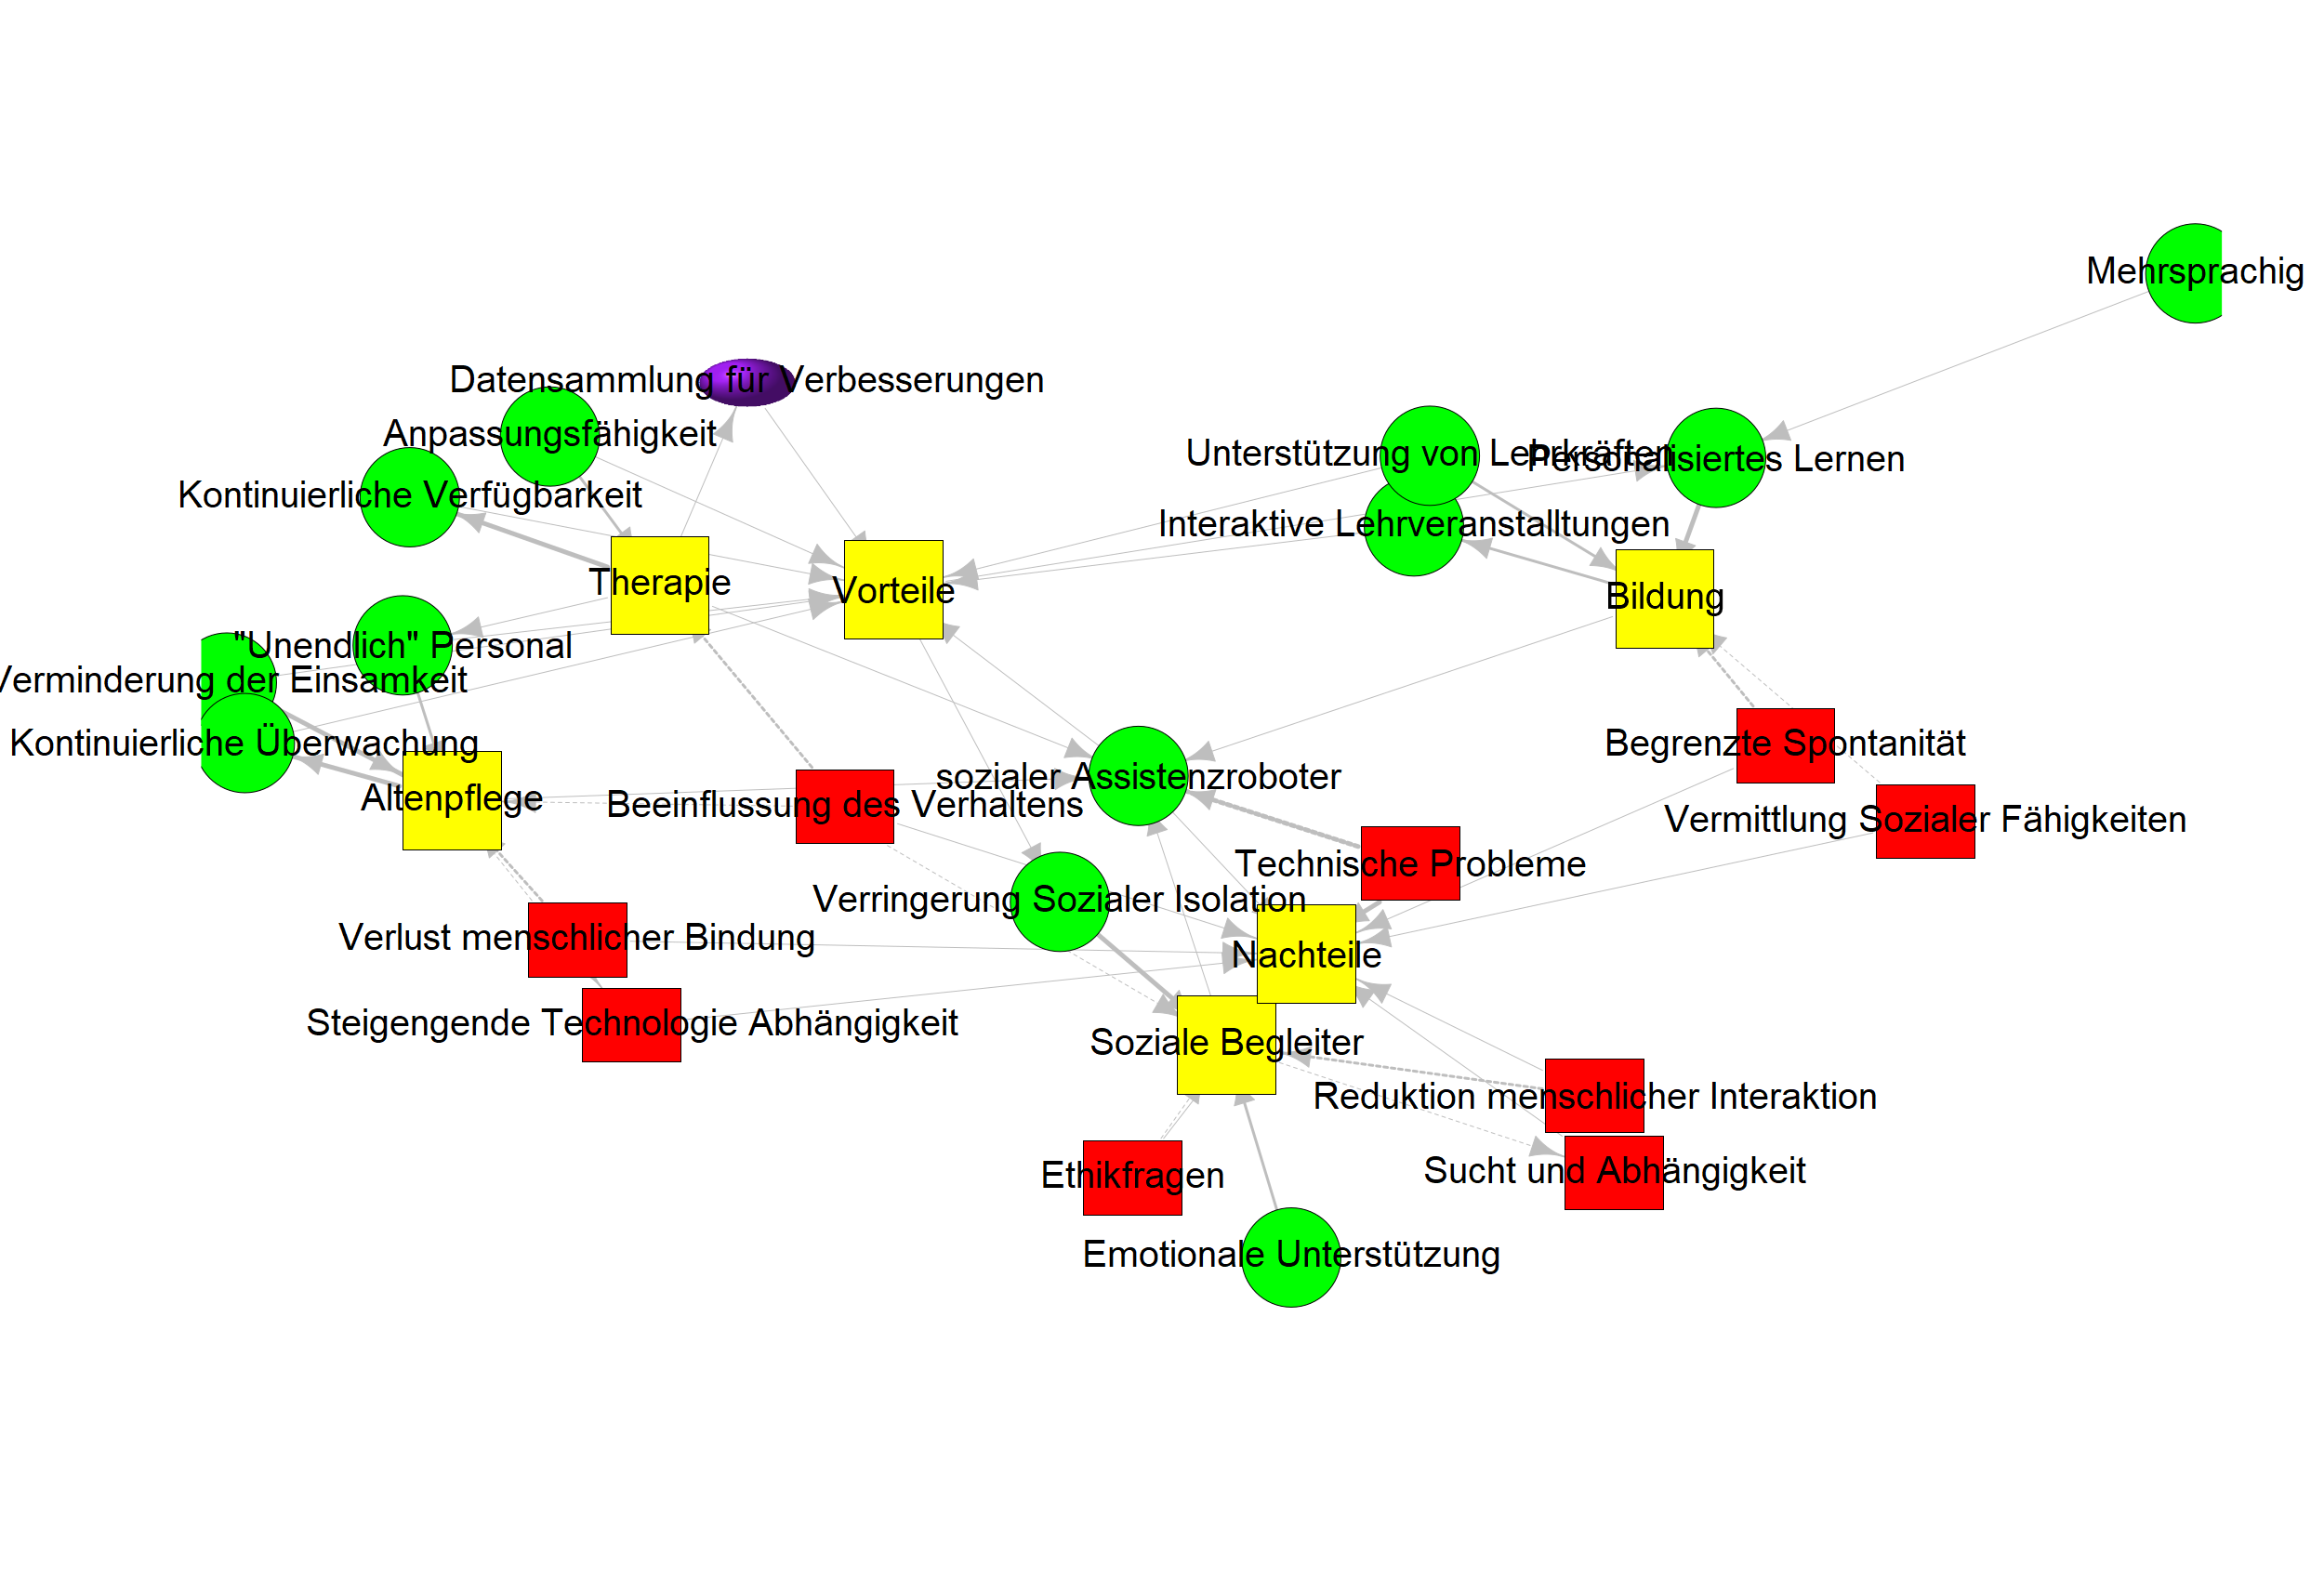 Mehrsprachig
Datensammlung für Verbesserungen
Anpassungsfähigkeit
Unterstützung von Lehrkräften
Personalisiertes Lernen
Kontinuierliche Verfügbarkeit
Interaktive Lehrveranstalltungen
Therapie
Vorteile
Bildung
"Unendlich" Personal
Verminderung der Einsamkeit
Kontinuierliche Überwachung
Begrenzte Spontanität
sozialer Assistenzroboter
Altenpflege
Beeinflussung des Verhaltens
Vermittlung Sozialer Fähigkeiten
Technische Probleme
Verringerung Sozialer Isolation
Verlust menschlicher Bindung
Nachteile
Steigengende Technologie Abhängigkeit
Soziale Begleiter
Reduktion menschlicher Interaktion
Ethikfragen
Sucht und Abhängigkeit
Emotionale Unterstützung